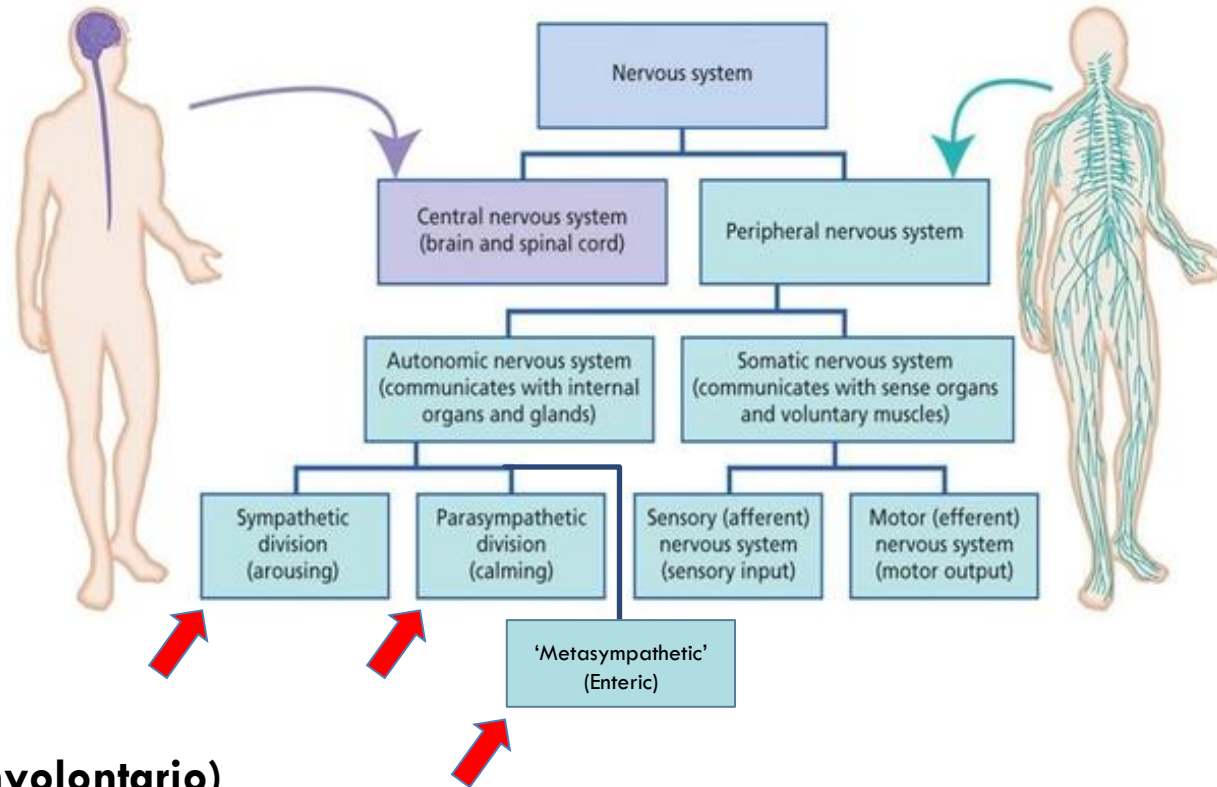 Nervous system
Central nervous system
(brain and spinal cord)
Peripheral nervous system
Autonomic nervous system
(communicates with internal
organs and glands)
Somatic nervous system
(communicates with sense organs
and voluntary muscles)
Sympathetic
division
(arousing)
Parasympathetic
division
(calming)
Sensory (afferent)
nervous system
(sensory input)
Motor (efferent)
nervous system
(motor output)
‘Metasympathetic’
(Enteric)
nvolontario)